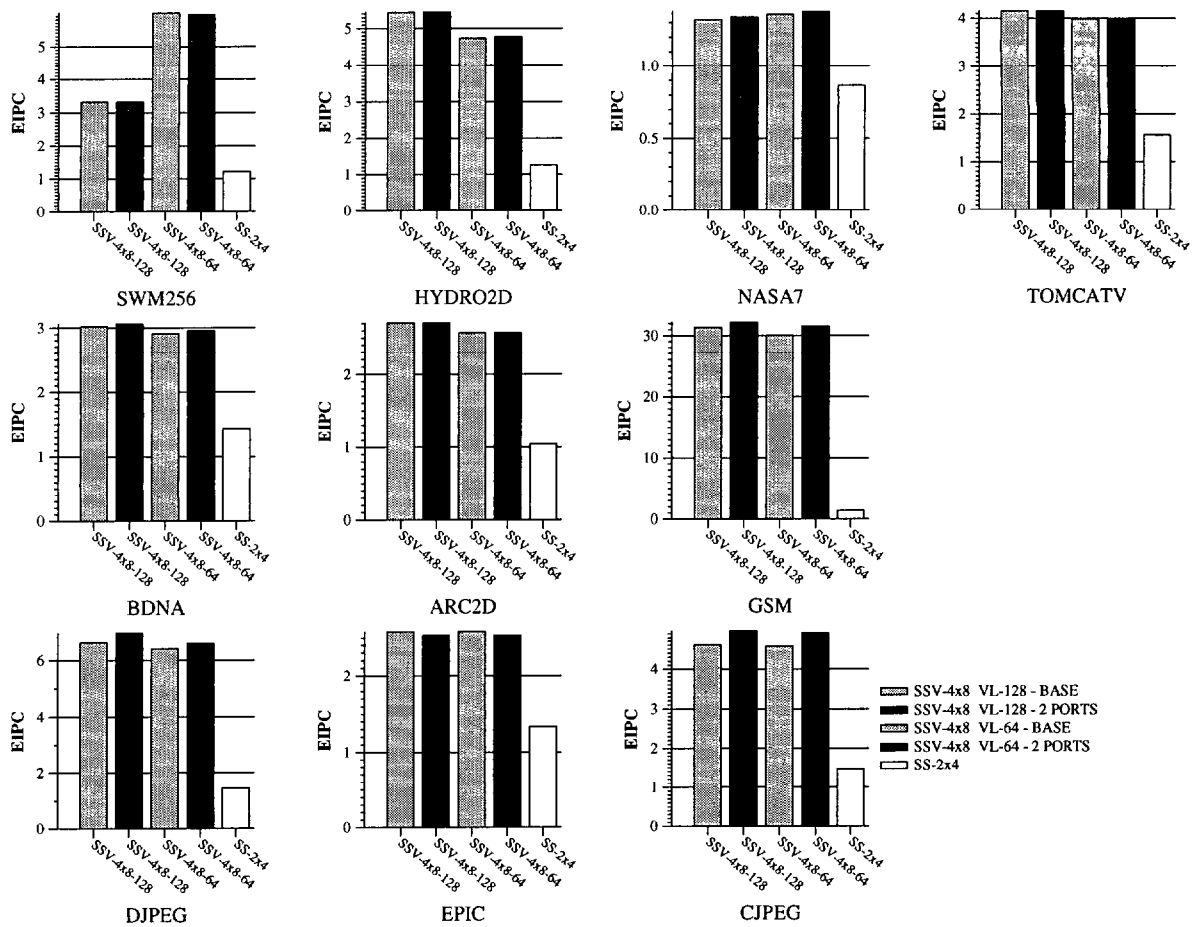 EIPC
5
4
3
2
1
0
SSV-4x8-128
SSV-4x8-128
SSV-4x8-64
SSV-4x8-64
SS-2x4
SWM256
EIPC
5
4
3
2
1
0
SSV-4x8-128
SSV-4x8-128
SSV-4x8-64
SSV-4x8-64
SS-2x4
HYDRO2D
EIPC
1.0
0.5
0.0
SSV-4x8-128
SSV-4x8-128
SSV-4x8-64
SSV-4x8-64
SS-2x4
NASA7
EIPC
4
3
2
1
0
SSV-4x8-128
SSV-4x8-128
SSV-4x8-64
SSV-4x8-64
SS-2x4
TOMCATV
EIPC
3
2
1
0
SSV-4x8-128
SSV-4x8-128
SSV-4x8-64
SSV-4x8-64
SS-2x4
BDNA
EIPC
2
1
0
SSV-4x8-128
SSV-4x8-128
SSV-4x8-64
SSV-4x8-64
SS-2x4
ARC2D
EIPC
30
20
10
0
SSV-4x8-128
SSV-4x8-128
SSV-4x8-64
SSV-4x8-64
SS-2x4
GSM
EIPC
6
4
2
0
SSV-4x8-128
SSV-4x8-128
SSV-4x8-64
SSV-4x8-64
SS-2x4
DJPEG
EIPC
2
1
0
SSV-4x8-128
SSV-4x8-128
SSV-4x8-64
SSV-4x8-64
SS-2x4
EPIC
EIPC
4
3
2
1
0
SSV-4x8-128
SSV-4x8-128
SSV-4x8-64
SSV-4x8-64
SS-2x4
CJPEG
SSV-4x8 VL-128 - BASE
SSV-4x8 VL-128 - 2 PORTS
SSV-4x8 VL-64 - BASE
SSV-4x8 VL-64 - 2 PORTS
SS-2x4